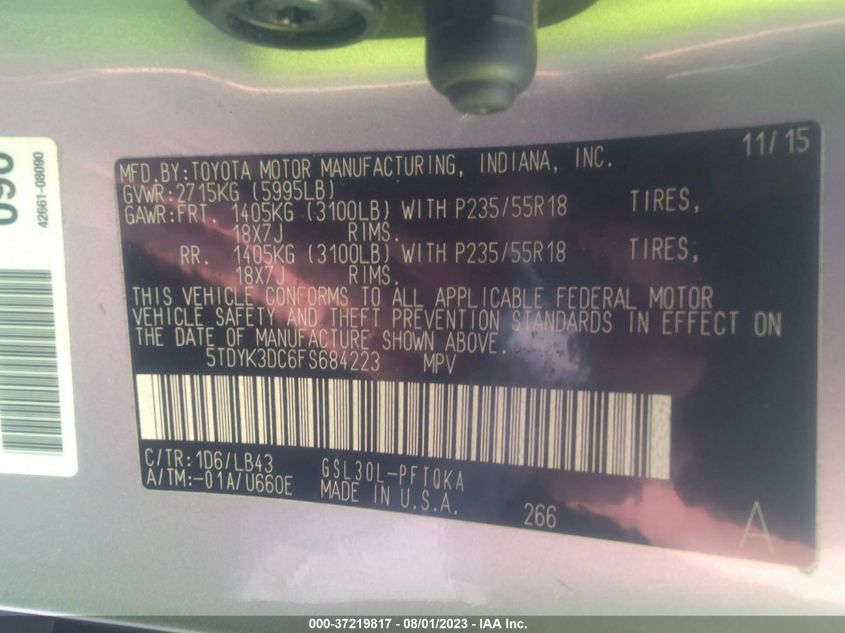 11/15
MFD.BY:TOYOTA MOTOR MANUFACTURING, INDIANA, INC.
GVWR:2715KG (5995LB)
GAWR:FRT. 1405KG (3100LB) WITH P235/55R18 TIRES,
18X7J RIMS.
RR. 1405KG (3100LB) WITH P235/55R18 TIRES,
18X7J RIMS.
THIS VEHICLE CONFORMS TO ALL APPLICABLE FEDERAL MOTOR
VEHICLE SAFETY AND THEFT PREVENTION STANDARDS IN EFFECT ON
THE DATE OF MANUFACTURE SHOWN ABOVE.
5TDYK3DC6FS684223 MPV
C/TR:1D6/LB43 GSL30L-PFTQKA
A/TM:-01A/U660E MADE IN U.S.A.
266
A
090
42661-08090
000-37219817 - 08/01/2023 - IAA Inc.